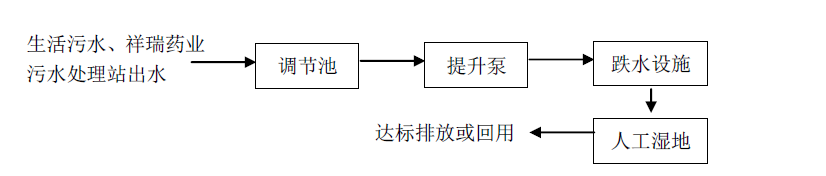 生活污水、祥瑞药业
污水处理站出水
调节池
提升泵
跌水设施
达标排放或回用
人工湿地